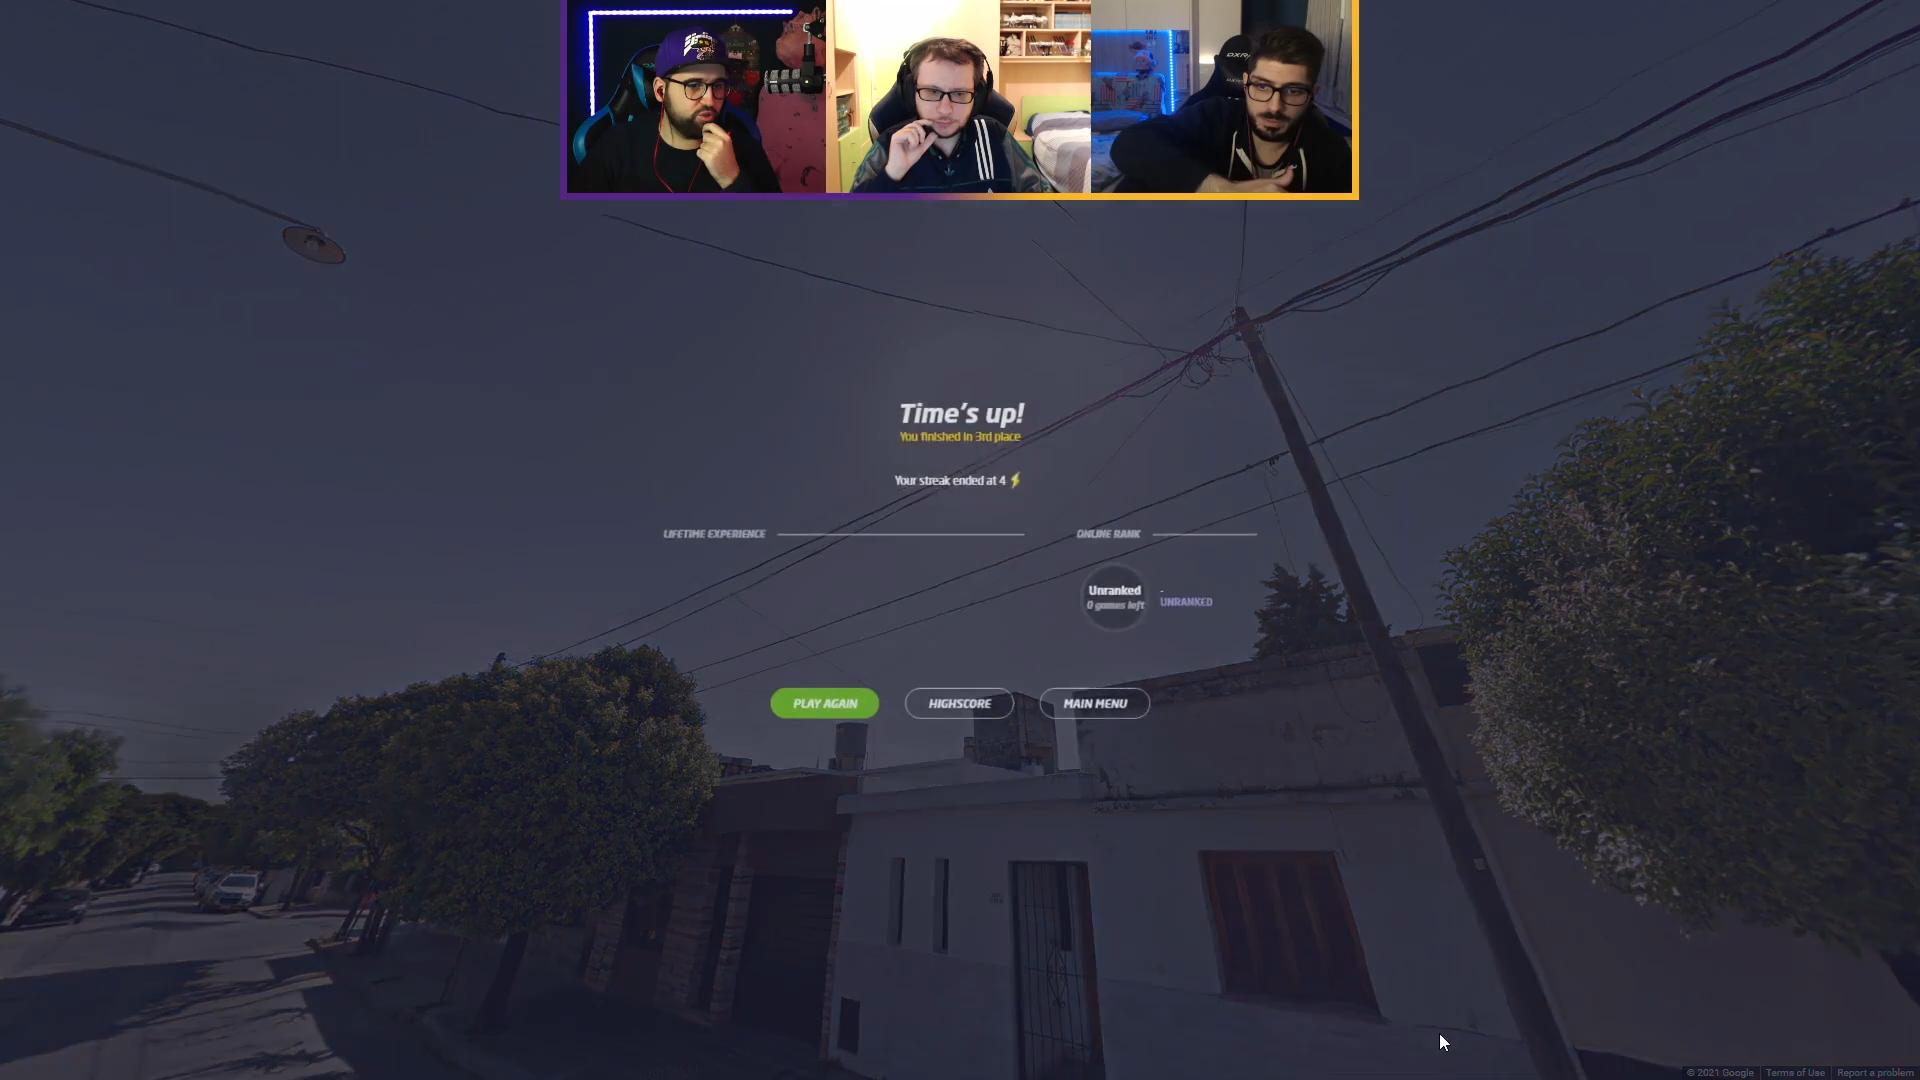 Time's up!
You finished in 3rd place
Your streak ended at 4
LIFETIME EXPERIENCE
ONLINE RANK
Unranked
0 games left
-
UNRANKED
PLAY AGAIN
HIGHSCORE
MAIN MENU
© 2021 Google
Terms of Use
Report a problem